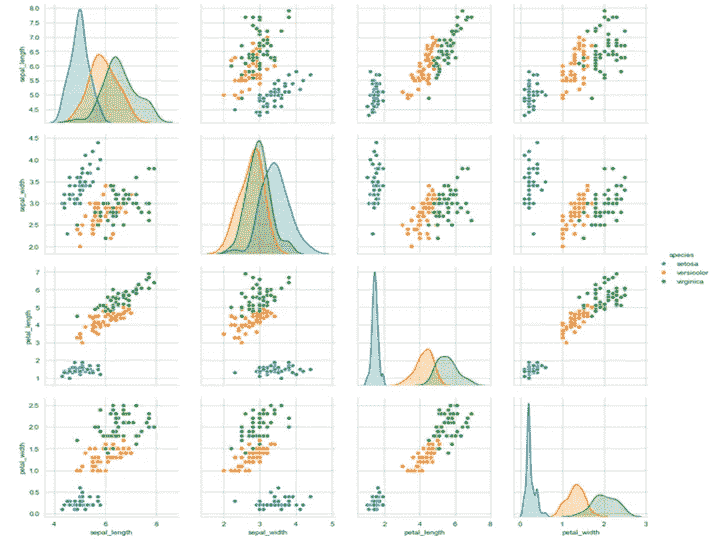 8.0
7.5
7.0
6.5
6.0
5.5
5.0
4.5
sepal_length
4.5
4.0
3.5
3.0
2.5
2.0
sepal_width
species
setosa
versicolor
virginica
7
6
5
4
3
2
1
petal_length
2.5
2.0
1.5
1.0
0.5
0.0
petal_width
4 6 8
2 3 4 5
2 4 6 8
0 1 2 3
sepal_length sepal_width petal_length petal_width